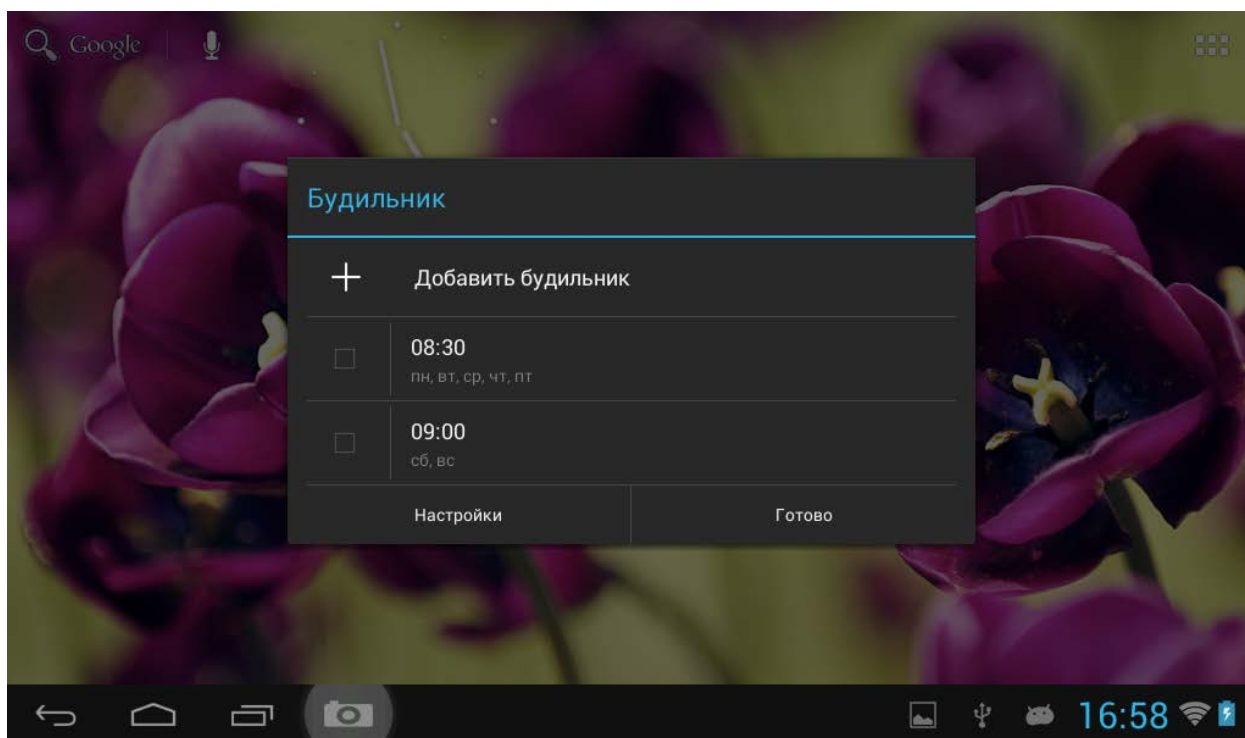 Google
Будильник
Добавить будильник
08:30
пн, вт, ср, чт, пт
09:00
сб, вс
Настройки
Готово
16:58